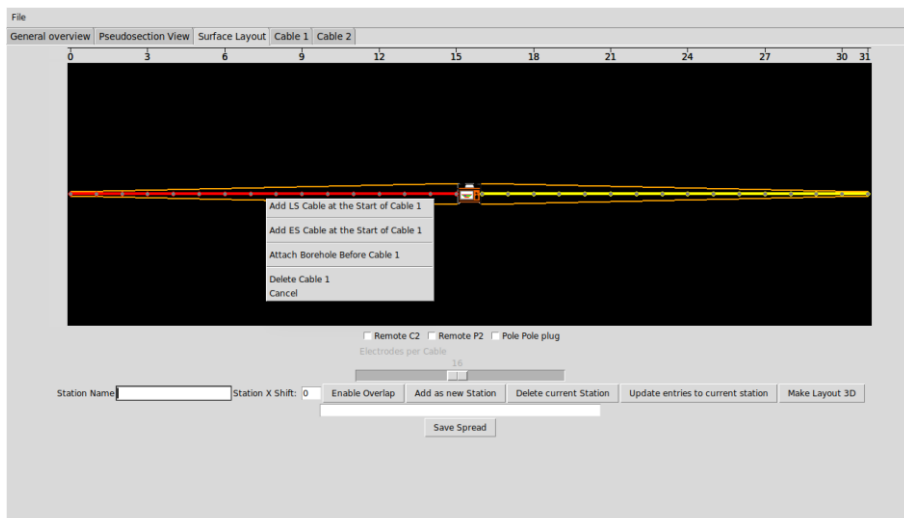 File
General overview Pseudosection View Surface Layout Cable 1 Cable 2
0 3 6 9 12 15 18 21 24 27 30 31
Add LS Cable at the Start of Cable 1
Add ES Cable at the Start of Cable 1
Attach Borehole Before Cable 1
Delete Cable 1
Cancel
Remote C2 Remote P2 Pole Pole plug
Electrodes per Cable
16
Station Name Station X Shift: 0 Enable Overlap Add as new Station Delete current Station Update entries to current station Make Layout 3D
Save Spread